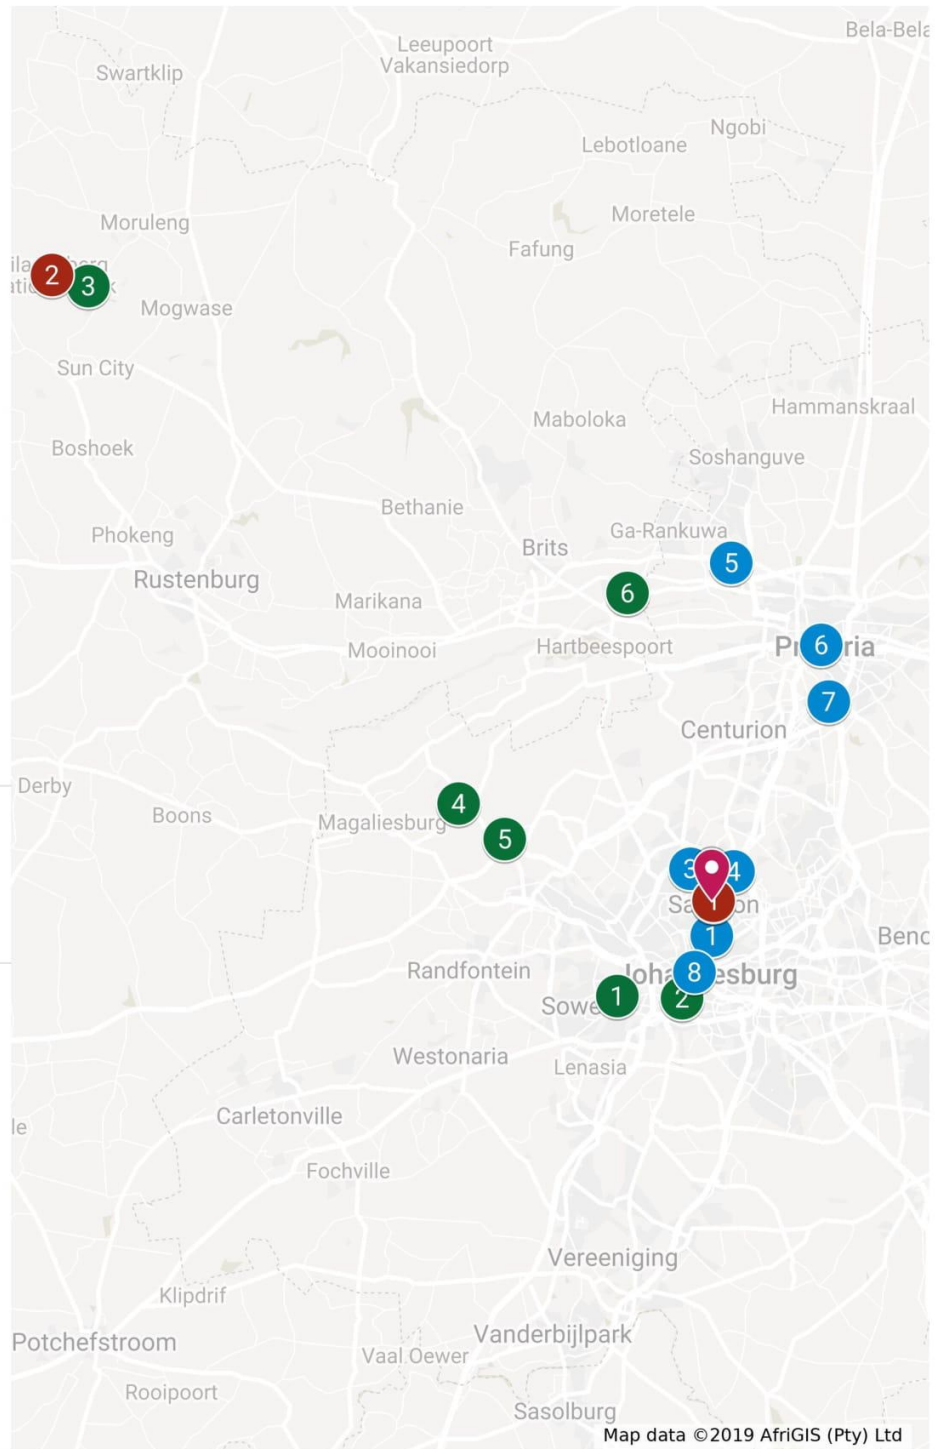 Bela-Bela
Leeupoort
Vakansiedorp
Swartklip
Ngobi
Lebotloane
Moretele
Moruleng
Fafung
2
3
Mogwase
Sun City
Hammanskraal
Maboloka
Boshoek
Soshanguve
Bethanie
Ga-Rankuwa
Phokeng
Brits
5
Rustenburg
6
Marikana
Hartbeespoort
6
Mooinooi
7
Centurion
Derby
4
Boons
Magaliesburg
5
3
4
1
1
Randfontein
8
1
2
Westonaria
Lenasia
Carletonville
Fochville
Vereeniging
Klipdrif
Vanderbijlpark
Potchefstroom
Vaal Oewer
Rooipoort
Sasolburg
Map data ©2019 AfriGIS (Pty) Ltd